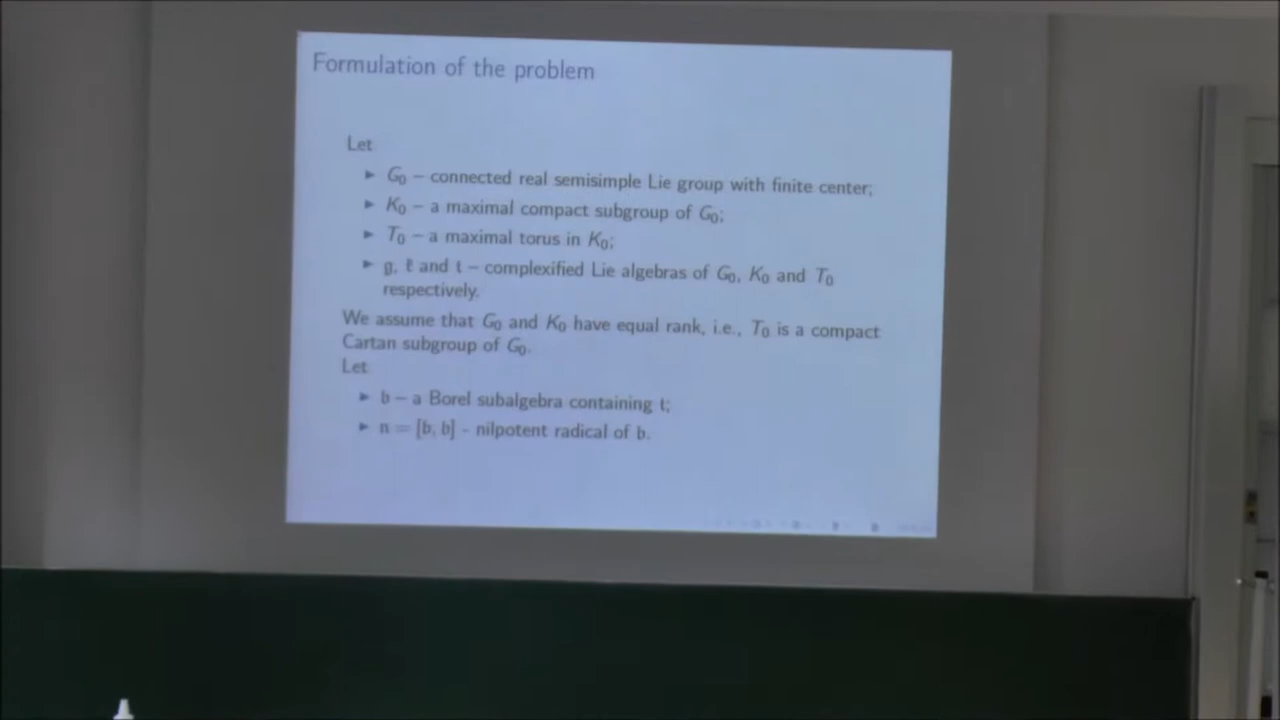 Formulation of the problem
Let
▶ G₀ – connected real semisimple Lie group with finite center;
▶ K₀ – a maximal compact subgroup of G₀;
▶ T₀ – a maximal torus in K₀;
▶ 𝔤, 𝔨 and 𝔱 – complexified Lie algebras of G₀, K₀ and T₀
respectively.
We assume that G₀ and K₀ have equal rank, i.e., T₀ is a compact
Cartan subgroup of G₀.
Let
▶ 𝔟 – a Borel subalgebra containing 𝔱;
▶ 𝔫 = [𝔟, 𝔟] - nilpotent radical of 𝔟.